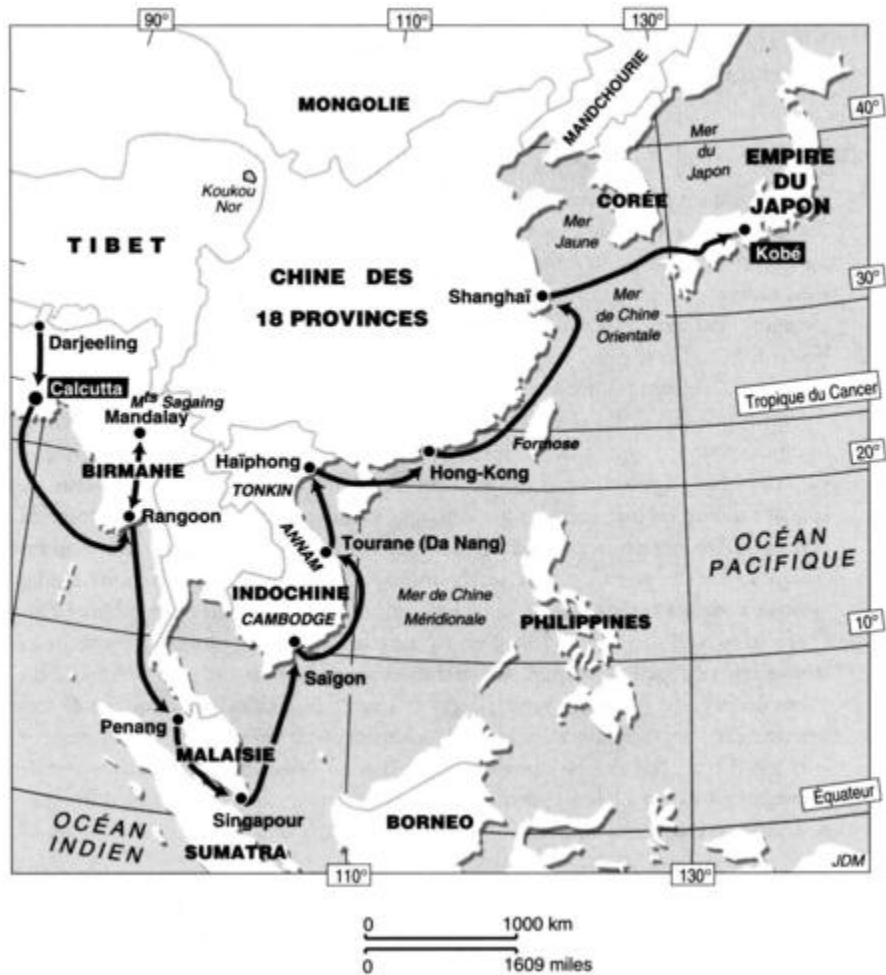 90°
110°
130°
MONGOLIE
MANDCHOURIE
40°
Mer
du
Japon
EMPIRE
DU
JAPON
Koukou
Nor
CORÉE
TIBET
Mer
Jaune
Kobé
CHINE DES
18 PROVINCES
30°
Shanghaï
Mer
de Chine
Orientale
Darjeeling
Calcutta
Mts Sagaing
Mandalay
Tropique du Cancer
Formose
BIRMANIE
Haïphong
Hong-Kong
20°
TONKIN
Rangoon
ANNAM
Tourane (Da Nang)
OCÉAN
PACIFIQUE
INDOCHINE
CAMBODGE
Mer de Chine
Méridionale
PHILIPPINES
10°
Saïgon
Penang
MALAISIE
Équateur
Singapour
BORNEO
OCÉAN
INDIEN
SUMATRA
JDM
110°
130°
0 1000 km
0 1609 miles